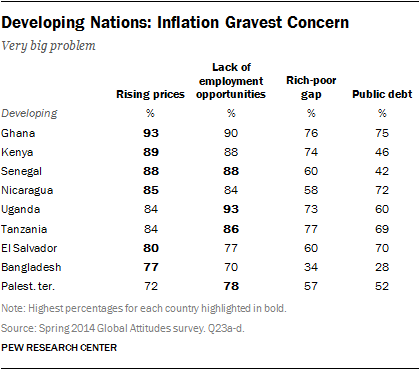 Developing Nations: Inflation Gravest Concern
Very big problem
Rising prices Lack of employment opportunities Rich-poor gap Public debt
Developing % % % %
Ghana 93 90 76 75
Kenya 89 88 74 46
Senegal 88 88 60 42
Nicaragua 85 84 58 72
Uganda 84 93 73 60
Tanzania 84 86 77 69
El Salvador 80 77 60 70
Bangladesh 77 70 34 28
Palest. ter. 72 78 57 52
Note: Highest percentages for each country highlighted in bold.
Source: Spring 2014 Global Attitudes survey. Q23a-d.
PEW RESEARCH CENTER